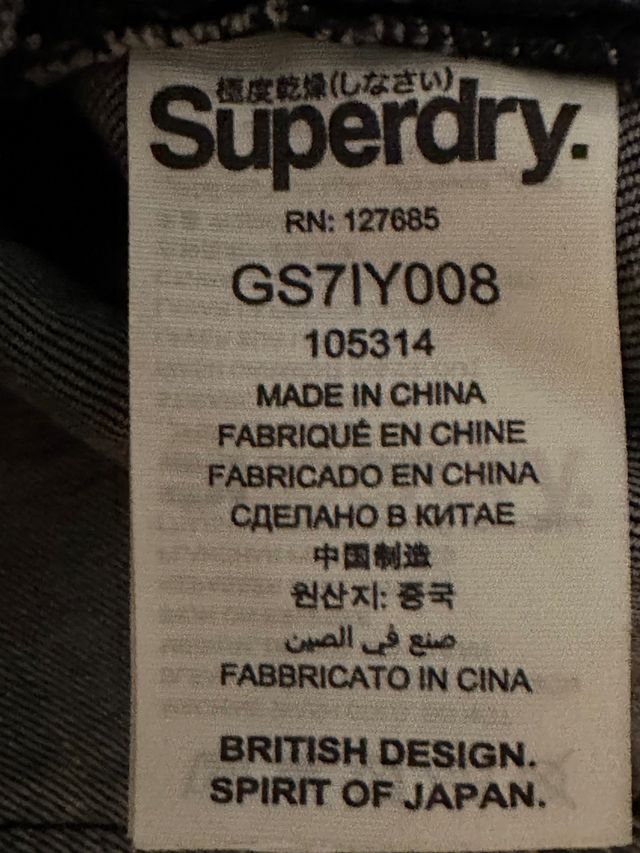 極度乾燥(しなさい)
Superdry.
RN: 127685
GS7IY008
105314
MADE IN CHINA
FABRIQUÉ EN CHINE
FABRICADO EN CHINA
СДЕЛАНО В КИТАЕ
中国制造
원산지: 중국
صنع في الصين
FABBRICATO IN CINA
BRITISH DESIGN.
SPIRIT OF JAPAN.